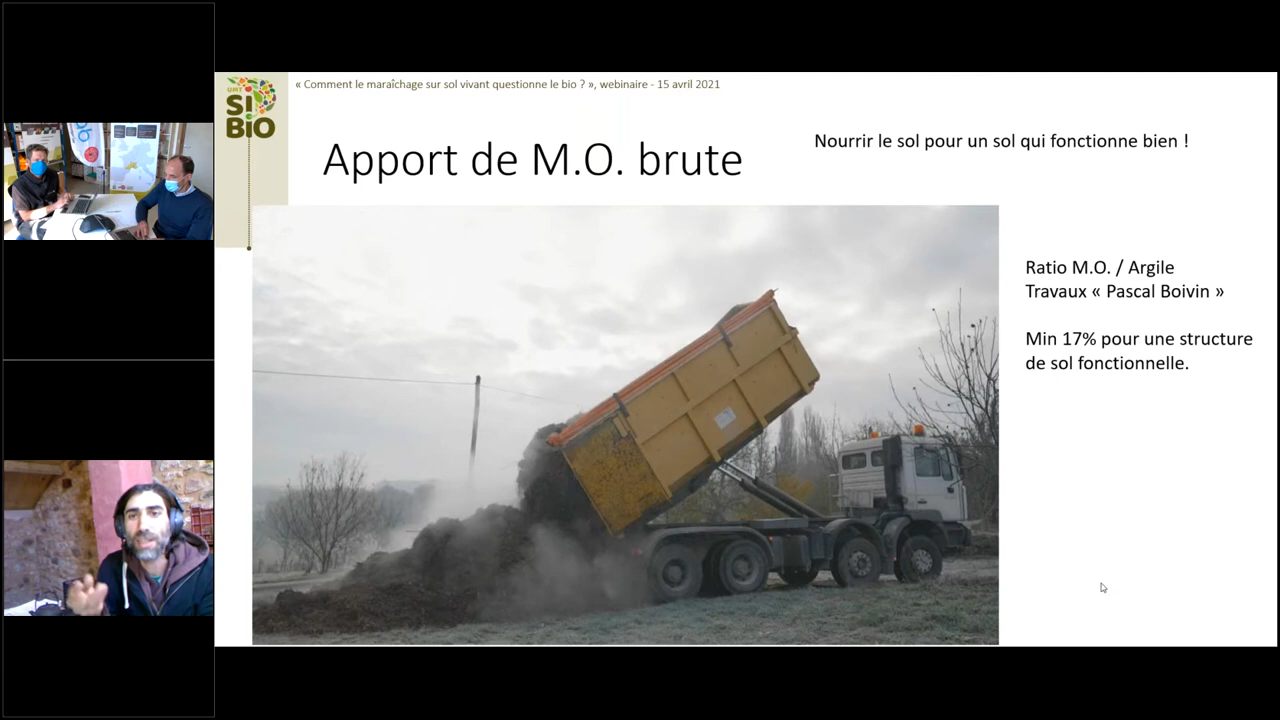 « Comment le maraîchage sur sol vivant questionne le bio ? », webinaire - 15 avril 2021
UMT
SI
BIO
Apport de M.O. brute
Nourrir le sol pour un sol qui fonctionne bien !
Ratio M.O. / Argile
Travaux « Pascal Boivin »
Min 17% pour une structure
de sol fonctionnelle.